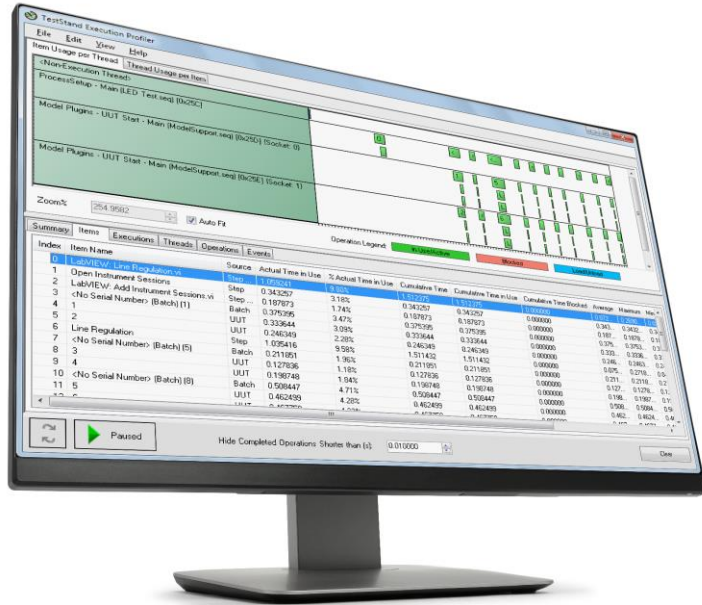 TestStand Execution Profiler
File Edit View Help
Item Usage per Thread Thread Usage per Item
<Non-Execution Thread>
ProcessSetup - Main (LED Test.seq) [0x25C]
Model Plugins - UUT Start - Main (ModelSupport.seq) [0x25D] (Socket: 0)
Model Plugins - UUT Start - Main (ModelSupport.seq) [0x25E] (Socket: 1)
Zoom% 254.9582 Auto Fit
Operation Legend: In Use/Active Blocked Load/Unload
Summary Items Executions Threads Operations Events
Index Item Name Source Actual Time in Use % Actual Time in Use Cumulative Time Cumulative Time in Use Cumulative Time Blocked Average Maximum
0 LabVIEW: Line Regulation.vi Step 1.059241 9.80% 1.512375 1.512375 0.000000
1 Open Instrument Sessions Step 0.343257 3.18% 0.343257 0.343257 0.000000
2 LabVIEW: Add Instrument Sessions.vi Step ... 0.187873 1.74% 0.187873 0.187873 0.000000
3 <No Serial Number> (Batch) (1) Batch 0.375395 3.47% 0.375395 0.375395 0.000000
4 1 UUT 0.333644 3.09% 0.333644 0.333644 0.000000
5 2 UUT 0.246349 2.28% 0.246349 0.246349 0.000000
6 Line Regulation Step 1.035416 9.58% 1.511432 1.511432 0.000000
7 <No Serial Number> (Batch) (5) Batch 0.211851 1.96% 0.211851 0.211851 0.000000
8 3 UUT 0.127836 1.18% 0.127836 0.127836 0.000000
9 4 UUT 0.198748 1.84% 0.198748 0.198748 0.000000
10 <No Serial Number> (Batch) (8) Batch 0.508447 4.71% 0.508447 0.508447 0.000000
11 5 UUT 0.462499 4.28% 0.462499 0.462499 0.000000
Paused Hide Completed Operations Shorter than (s): 0.010000 Clear